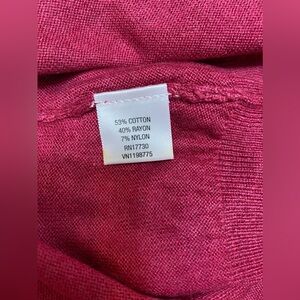 53% COTTON
40% RAYON
7% NYLON
RN17730
VN1198775